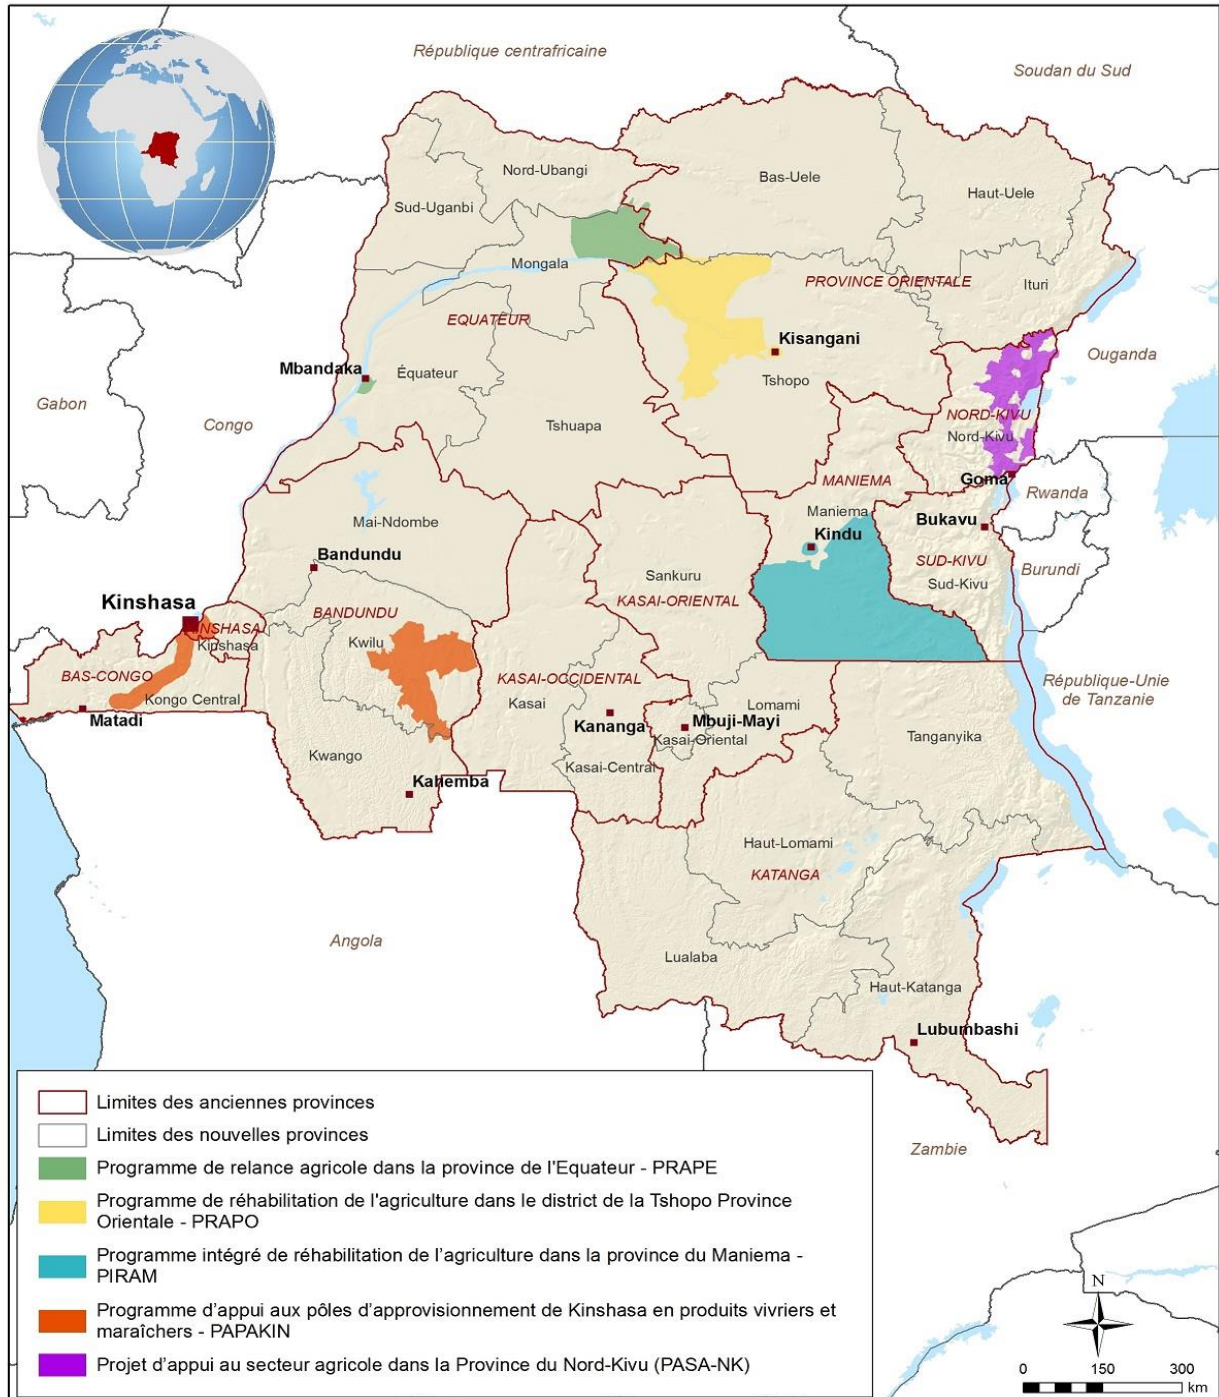 République centrafricaine
Soudan du Sud
Nord-Ubangi
Bas-Uele
Haut-Uele
Sud-Uganbi
Mongala
PROVINCE ORIENTALE
Ituri
EQUATEUR
Kisangani
Ouganda
Mbandaka
Équateur
Tshopo
Gabon
Congo
Tshuapa
NORD-KIVU
Nord-Kivu
MANIEMA
Goma
Rwanda
Mai-Ndombe
Maniema
Bukavu
Kindu
Bandundu
SUD-KIVU
Burundi
Sankuru
Sud-Kivu
Kinshasa
KASAI-ORIENTAL
BANDUNDU
KINSHASA
Kinshasa
Kwilu
BAS-CONGO
KASAI-OCCIDENTAL
République-Unie
de Tanzanie
Kongo Central
Kasai
Lomami
Matadi
Kananga
Mbuji-Mayi
Kasai-Oriental
Tanganyika
Kwango
Kasai-Central
Kahemba
Haut-Lomami
KATANGA
Angola
Lualaba
Haut-Katanga
Lubumbashi
Zambie
Limites des anciennes provinces
Limites des nouvelles provinces
Programme de relance agricole dans la province de l'Equateur - PRAPE
Programme de réhabilitation de l'agriculture dans le district de la Tshopo Province
Orientale - PRAPO
Programme intégré de réhabilitation de l’agriculture dans la province du Maniema -
PIRAM
Programme d’appui aux pôles d’approvisionnement de Kinshasa en produits vivriers et
maraîchers - PAPAKIN
Projet d’appui au secteur agricole dans la Province du Nord-Kivu (PASA-NK)
N
0 150 300
km